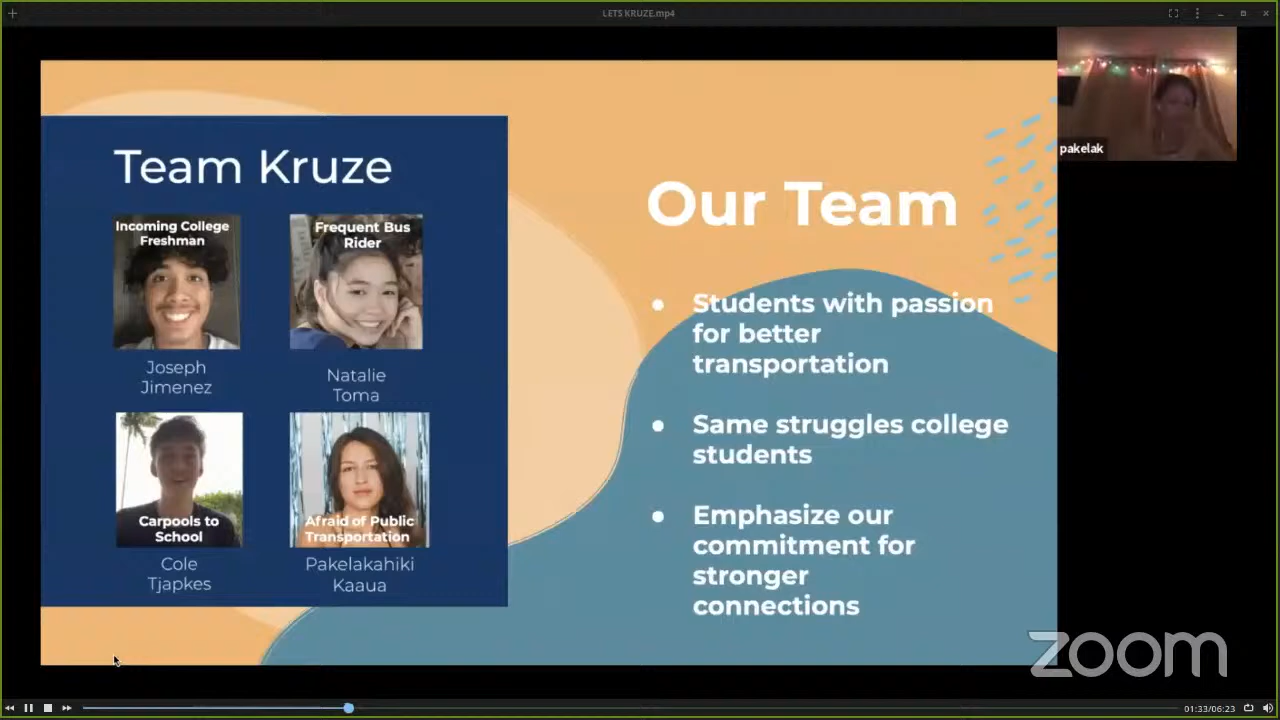 LETS KRUZE.mp4
pakelak
Team Kruze
Incoming College
Freshman
Frequent Bus
Rider
Joseph
Jimenez
Natalie
Toma
Carpools to
School
Afraid of Public
Transportation
Cole
Tjapkes
Pakelakahiki
Kaaua
Our Team
• Students with passion
for better
transportation
• Same struggles college
students
• Emphasize our
commitment for
stronger
connections
zoom
01:33/06:23